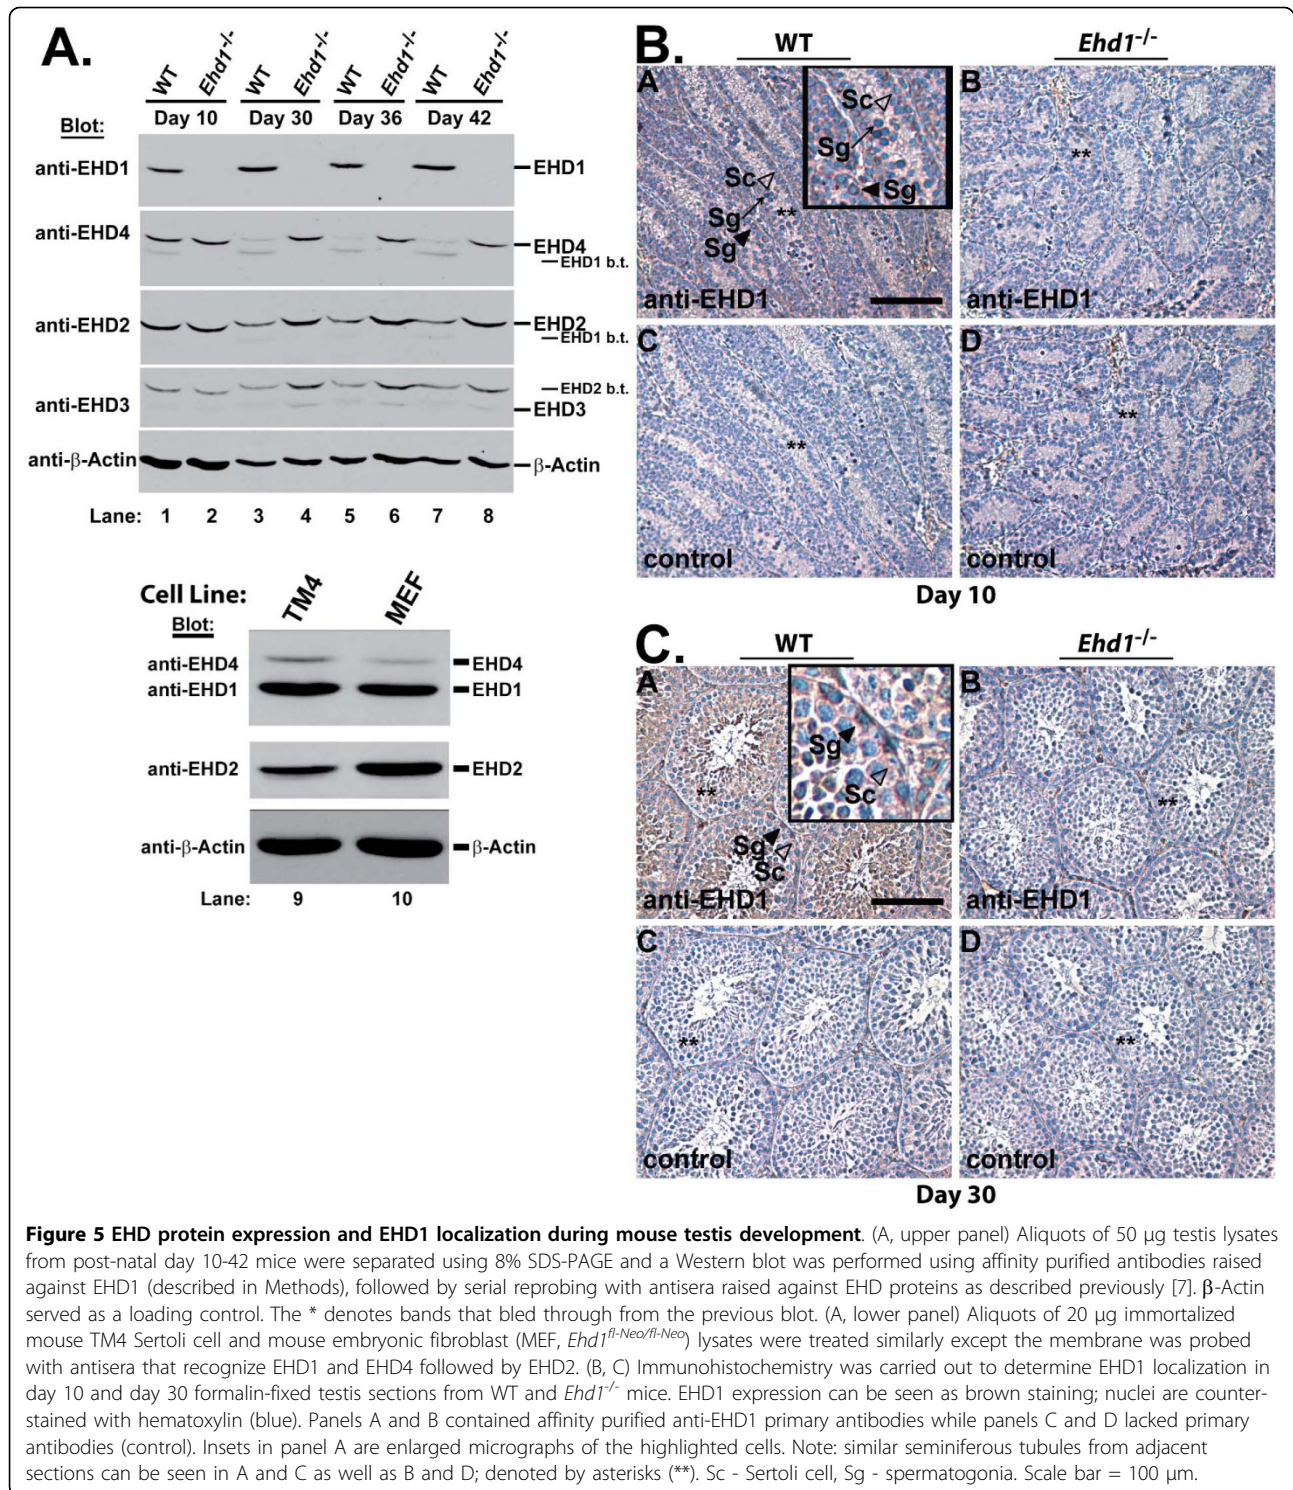 A.
WT Ehd1-/- WT Ehd1-/- WT Ehd1-/- WT Ehd1-/-
Blot: Day 10 Day 30 Day 36 Day 42
anti-EHD1 EHD1
anti-EHD4 EHD4
EHD1 b.t.
anti-EHD2 EHD2
EHD1 b.t.
EHD2 b.t.
anti-EHD3 EHD3
anti-β-Actin β-Actin
Lane: 1 2 3 4 5 6 7 8
Cell Line: TM4 MEF
Blot:
anti-EHD4 EHD4
anti-EHD1 EHD1
anti-EHD2 EHD2
anti-β-Actin β-Actin
Lane: 9 10
B.
WT Ehd1-/-
A B
Sc
Sg
Sg
Sc
Sg
Sg
**
**
anti-EHD1 anti-EHD1
C D
**
**
control control
Day 10
C.
WT Ehd1-/-
A B
Sg
Sc
**
**
Sg
Sc
anti-EHD1 anti-EHD1
C D
**
**
control control
Day 30
Figure 5 EHD protein expression and EHD1 localization during mouse testis development. (A, upper panel) Aliquots of 50 μg testis lysates
from post-natal day 10-42 mice were separated using 8% SDS-PAGE and a Western blot was performed using affinity purified antibodies raised
against EHD1 (described in Methods), followed by serial reprobing with antisera raised against EHD proteins as described previously [7]. β-Actin
served as a loading control. The * denotes bands that bled through from the previous blot. (A, lower panel) Aliquots of 20 μg immortalized
mouse TM4 Sertoli cell and mouse embryonic fibroblast (MEF, Ehd1fl-Neo/fl-Neo) lysates were treated similarly except the membrane was probed
with antisera that recognize EHD1 and EHD4 followed by EHD2. (B, C) Immunohistochemistry was carried out to determine EHD1 localization in
day 10 and day 30 formalin-fixed testis sections from WT and Ehd1-/- mice. EHD1 expression can be seen as brown staining; nuclei are counter-
stained with hematoxylin (blue). Panels A and B contained affinity purified anti-EHD1 primary antibodies while panels C and D lacked primary
antibodies (control). Insets in panel A are enlarged micrographs of the highlighted cells. Note: similar seminiferous tubules from adjacent
sections can be seen in A and C as well as B and D; denoted by asterisks (**). Sc - Sertoli cell, Sg - spermatogonia. Scale bar = 100 μm.